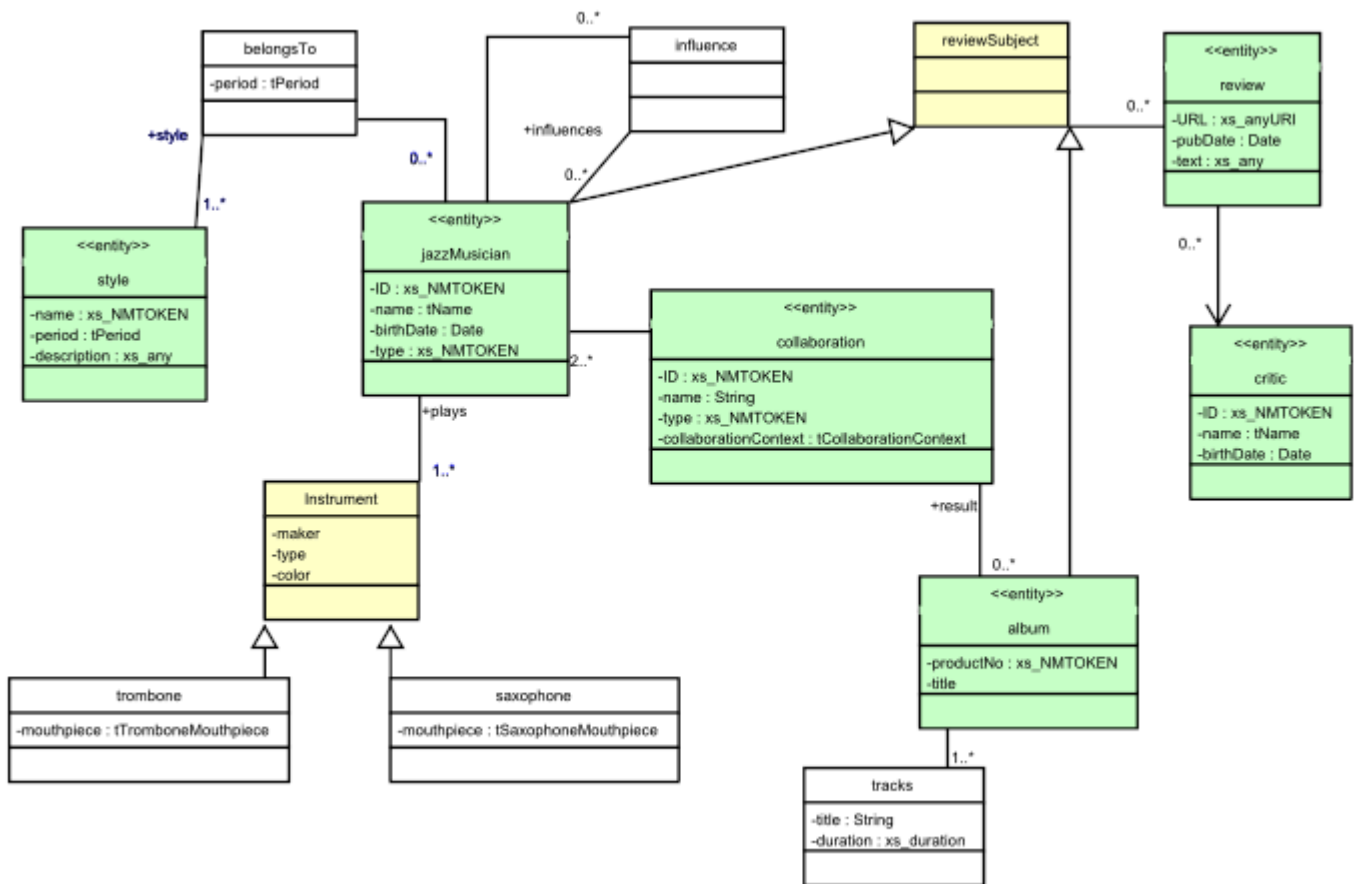 0..*
belongsTo
-period : tPeriod
influence
reviewSubject
<<entity>>
review
-URL : xs_anyURI
-pubDate : Date
-text : xs_any
0..*
+style
0..*
+influences
0..*
1..*
<<entity>>
style
-name : xs_NMTOKEN
-period : tPeriod
-description : xs_any
<<entity>>
jazzMusician
-ID : xs_NMTOKEN
-name : tName
-birthDate : Date
-type : xs_NMTOKEN
0..*
2..*
<<entity>>
collaboration
-ID : xs_NMTOKEN
-name : String
-type : xs_NMTOKEN
-collaborationContext : tCollaborationContext
<<entity>>
critic
-ID : xs_NMTOKEN
-name : tName
-birthDate : Date
+plays
1..*
Instrument
-maker
-type
-color
+result
0..*
<<entity>>
album
-productNo : xs_NMTOKEN
-title
trombone
-mouthpiece : tTromboneMouthpiece
saxophone
-mouthpiece : tSaxophoneMouthpiece
1..*
tracks
-title : String
-duration : xs_duration